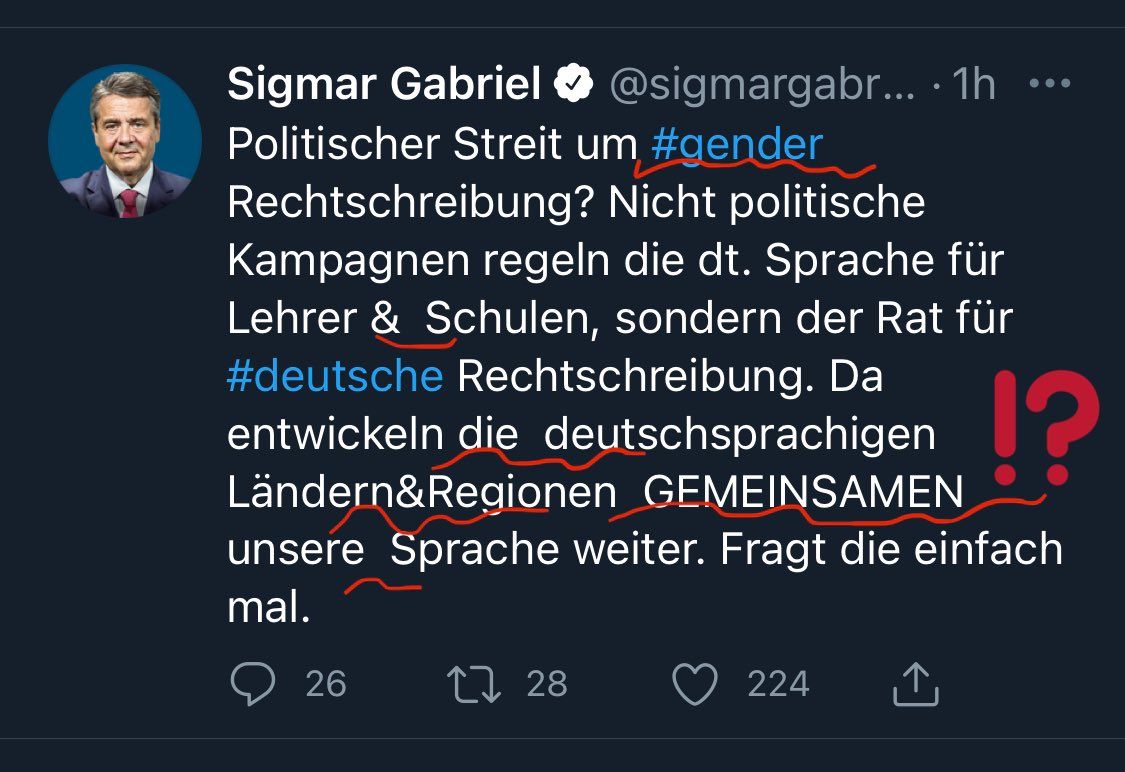 Sigmar Gabriel @sigmargabr... · 1h
Politischer Streit um #gender
Rechtschreibung? Nicht politische
Kampagnen regeln die dt. Sprache für
Lehrer &  Schulen, sondern der Rat für
#deutsche Rechtschreibung. Da
entwickeln die  deutschsprachigen
Ländern&Regionen  GEMEINSAMEN
unsere  Sprache weiter. Fragt die einfach
mal.
!?
26 28 224